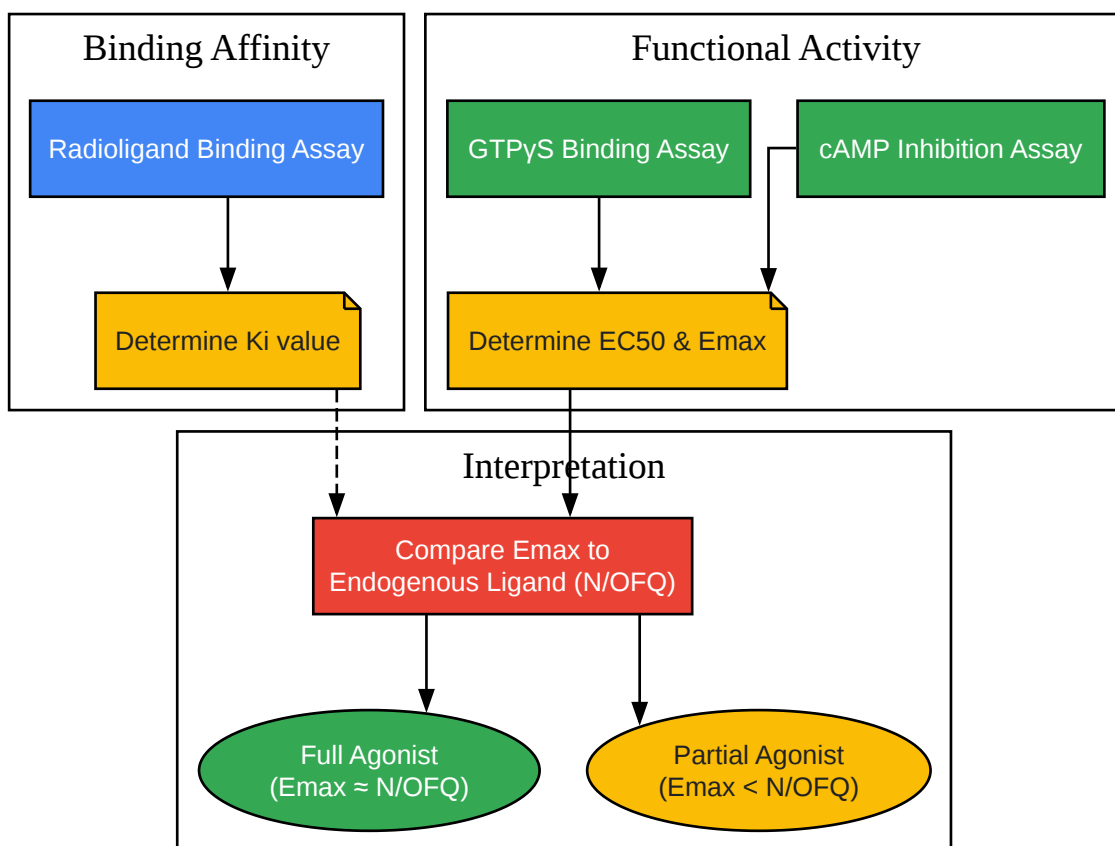 Binding Affinity
Functional Activity
Radioligand Binding Assay
GTPγS Binding Assay
cAMP Inhibition Assay
Determine Ki value
Determine EC50 & Emax
Interpretation
Compare Emax to
Endogenous Ligand (N/OFQ)
Full Agonist
(Emax ≈ N/OFQ)
Partial Agonist
(Emax < N/OFQ)